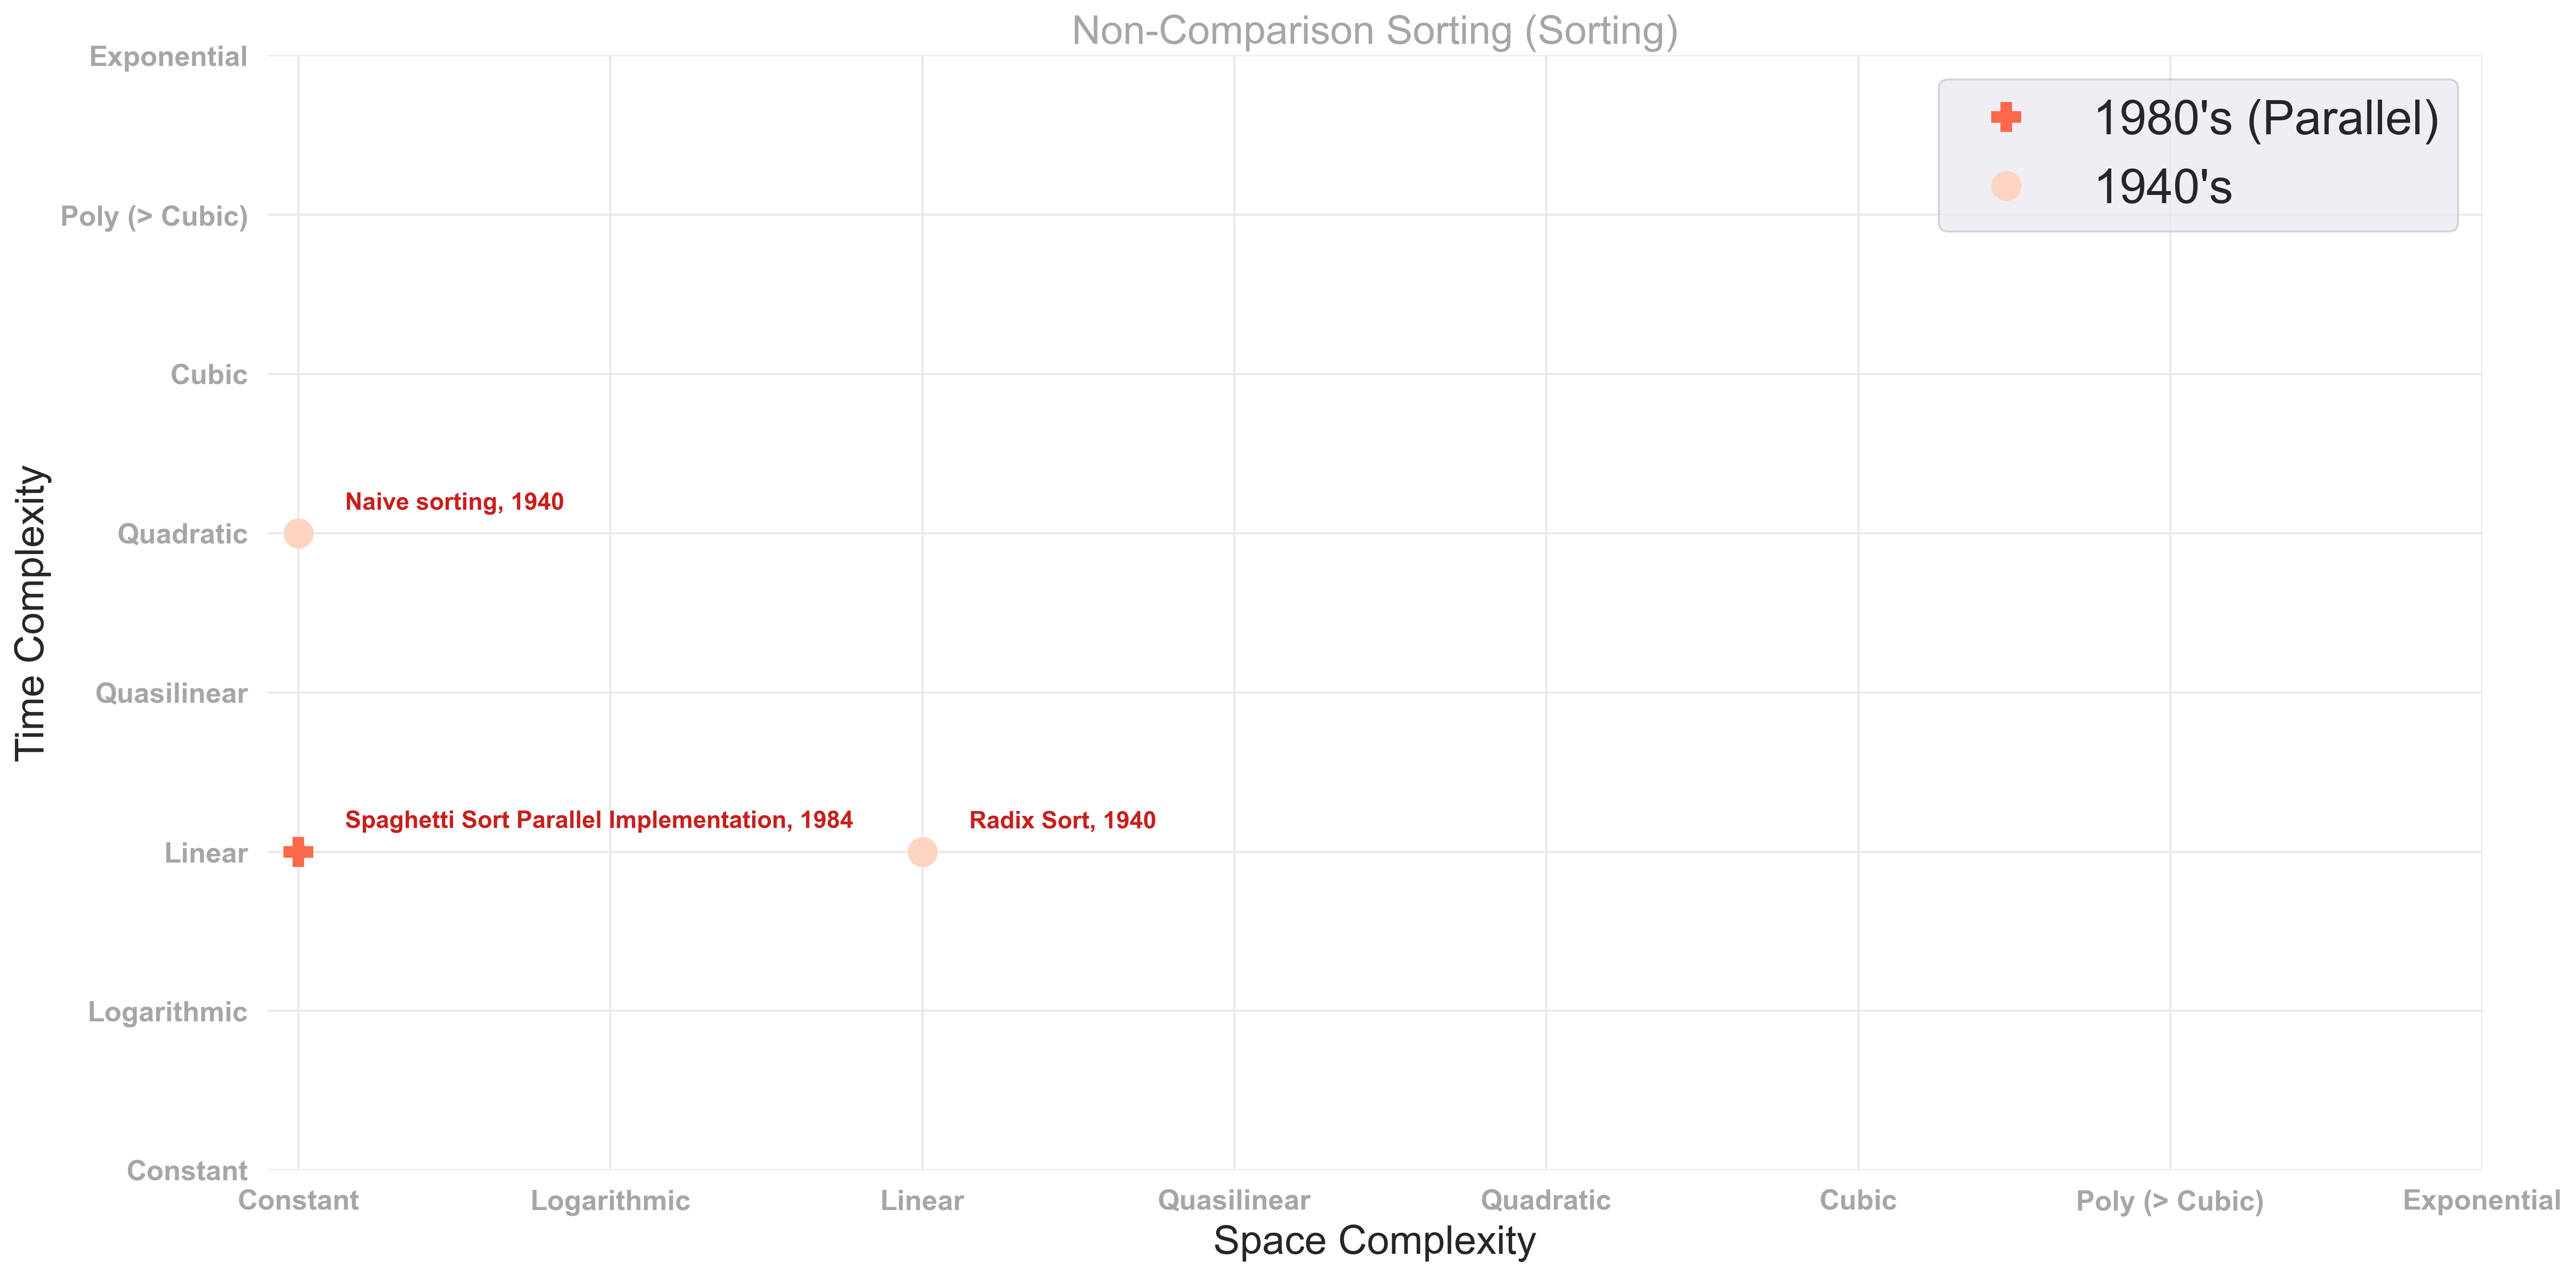 Non-Comparison Sorting (Sorting)
Exponential
Poly (> Cubic)
Cubic
Quadratic
Quasilinear
Linear
Logarithmic
Constant
Time Complexity
1980's (Parallel)
1940's
Naive sorting, 1940
Spaghetti Sort Parallel Implementation, 1984
Radix Sort, 1940
Constant
Logarithmic
Linear
Quasilinear
Quadratic
Cubic
Poly (> Cubic)
Exponential
Space Complexity